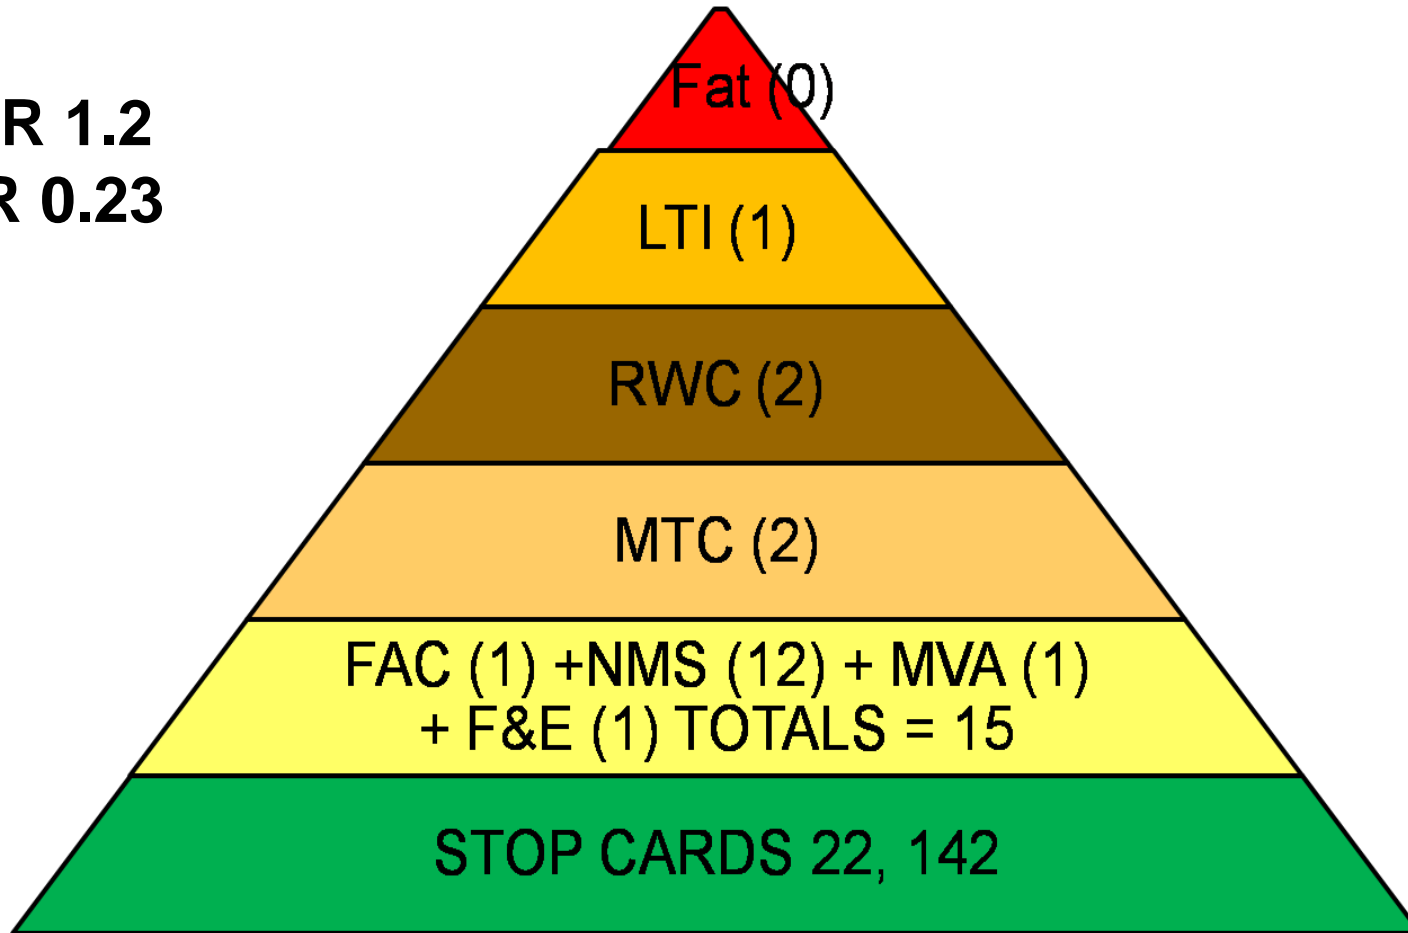 R 1.2
R 0.23
Fat (0)
LTI (1)
RWC (2)
MTC (2)
FAC (1) +NMS (12) + MVA (1)
+ F&E (1) TOTALS = 15
STOP CARDS 22, 142